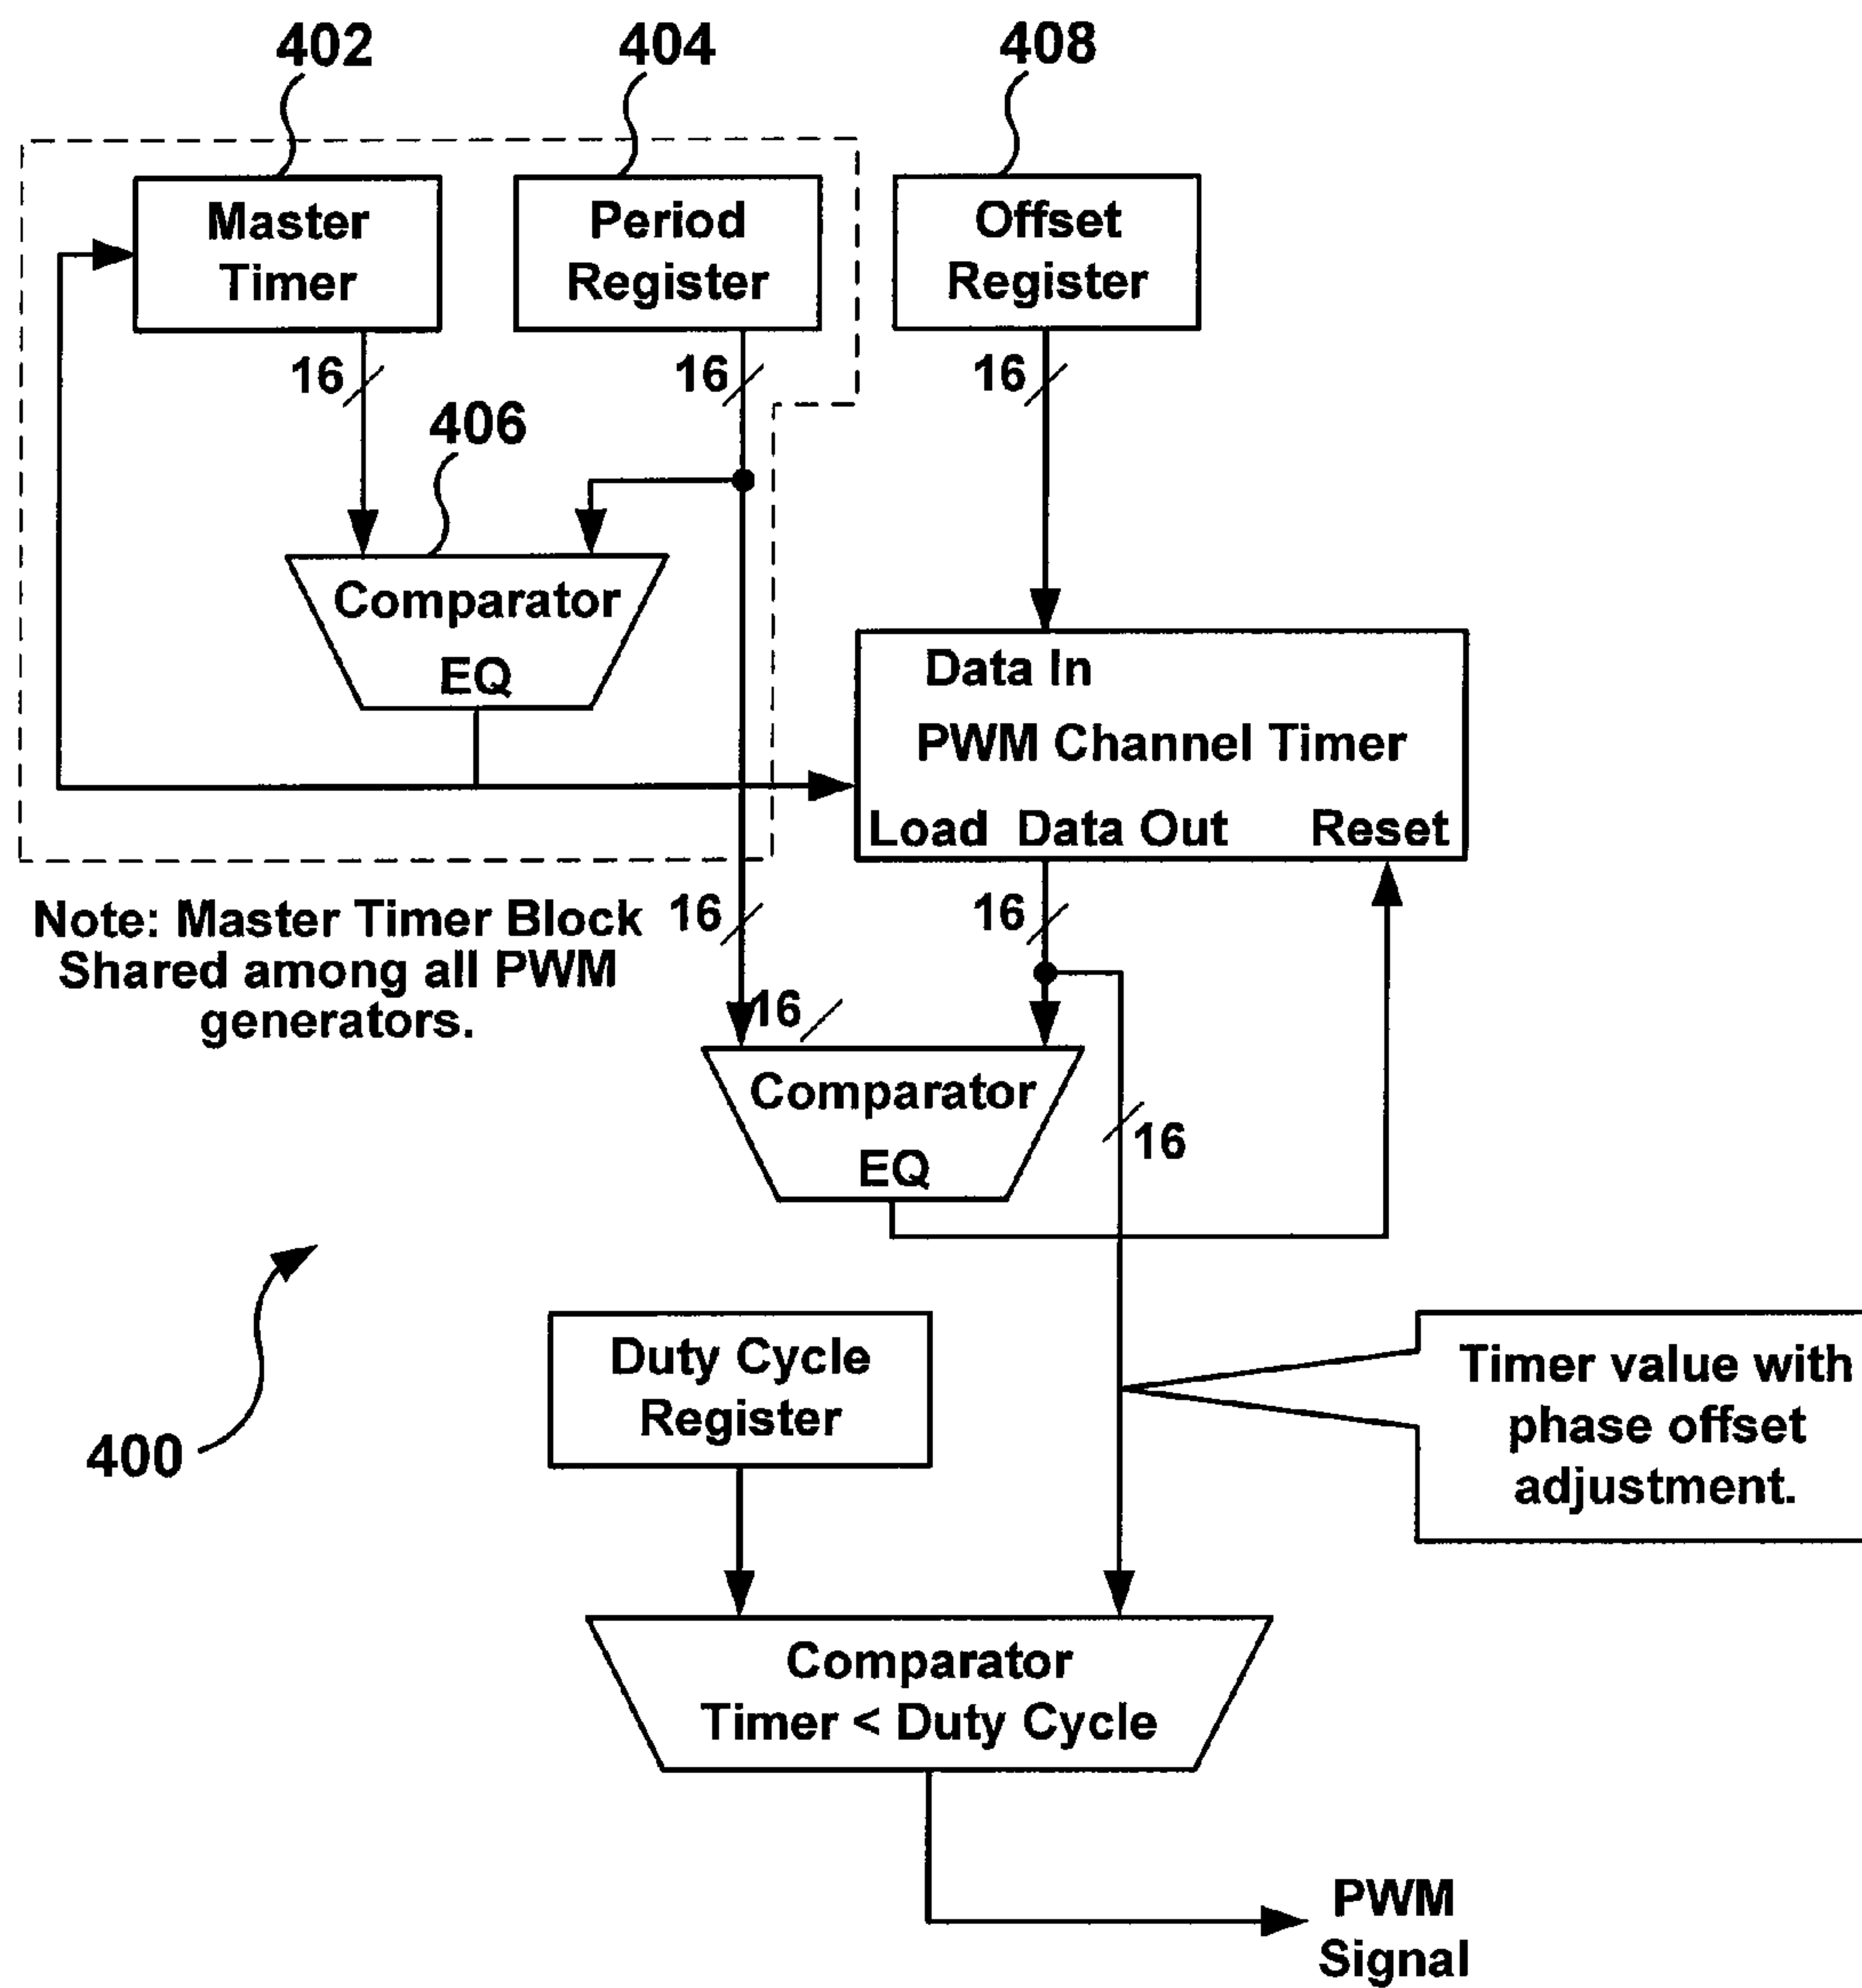 402
404
408
Master
Timer
Period
Register
Offset
Register
16
16
16
406
Comparator
EQ
Data In
PWM Channel Timer
Load Data Out Reset
Note: Master Timer Block
Shared among all PWM
generators.
16
16
16
Comparator
EQ
16
400
Duty Cycle
Register
Timer value with
phase offset
adjustment.
Comparator
Timer < Duty Cycle
PWM
Signal